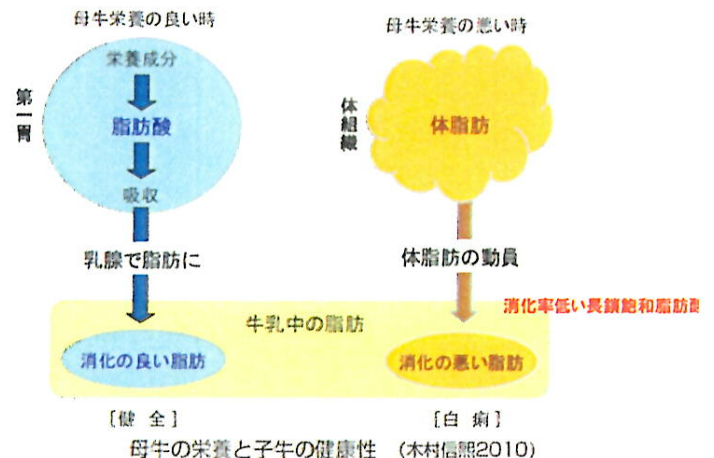 母牛栄養の良い時
栄養成分
第一胃
脂肪酸
吸収
乳腺で脂肪に
母牛栄養の悪い時
体組織
体脂肪
体脂肪の動員
消化率低い長鎖飽和脂肪酸
牛乳中の脂肪
消化の良い脂肪
消化の悪い脂肪
[健 全]
[白 痢]
母牛の栄養と子牛の健康性 (木村信熙2010)